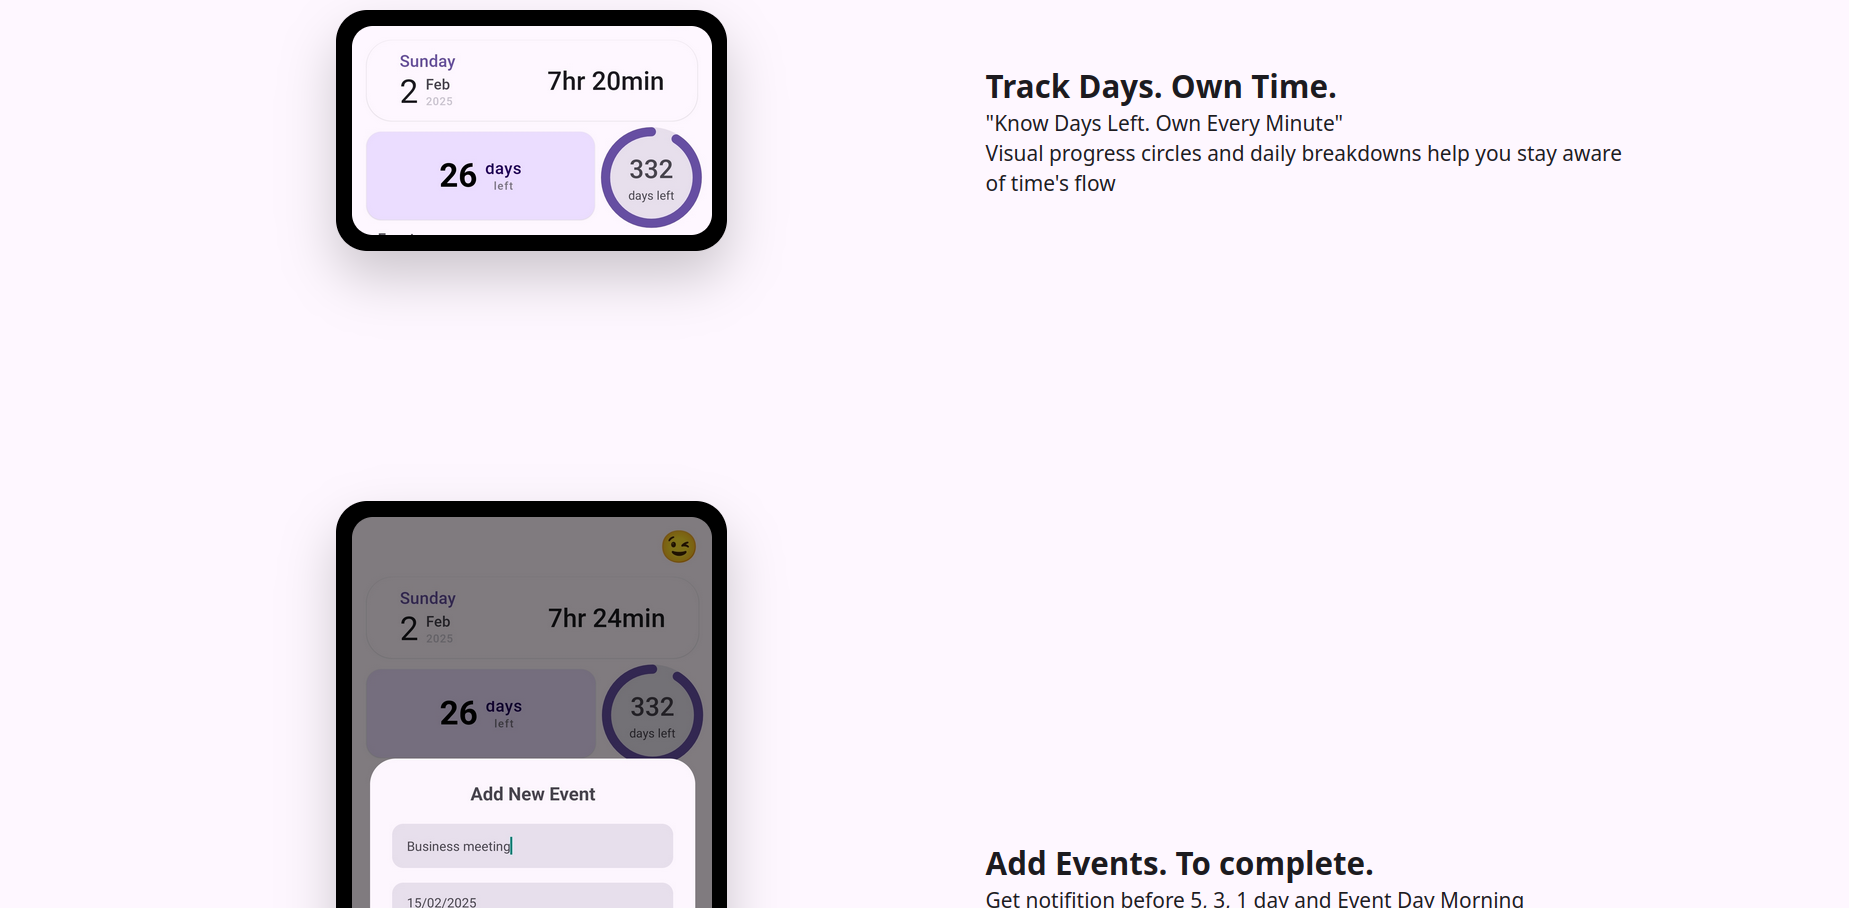 Sunday
2 Feb
2025
7hr 20min
26 days
left
332
days left
Track Days. Own Time.
"Know Days Left. Own Every Minute"
Visual progress circles and daily breakdowns help you stay aware
of time's flow
Sunday
2 Feb
2025
7hr 24min
26 days
left
332
days left
Add New Event
Business meeting
15/02/2025
Add Events. To complete.
Get notifition before 5, 3, 1 day and Event Day Morning